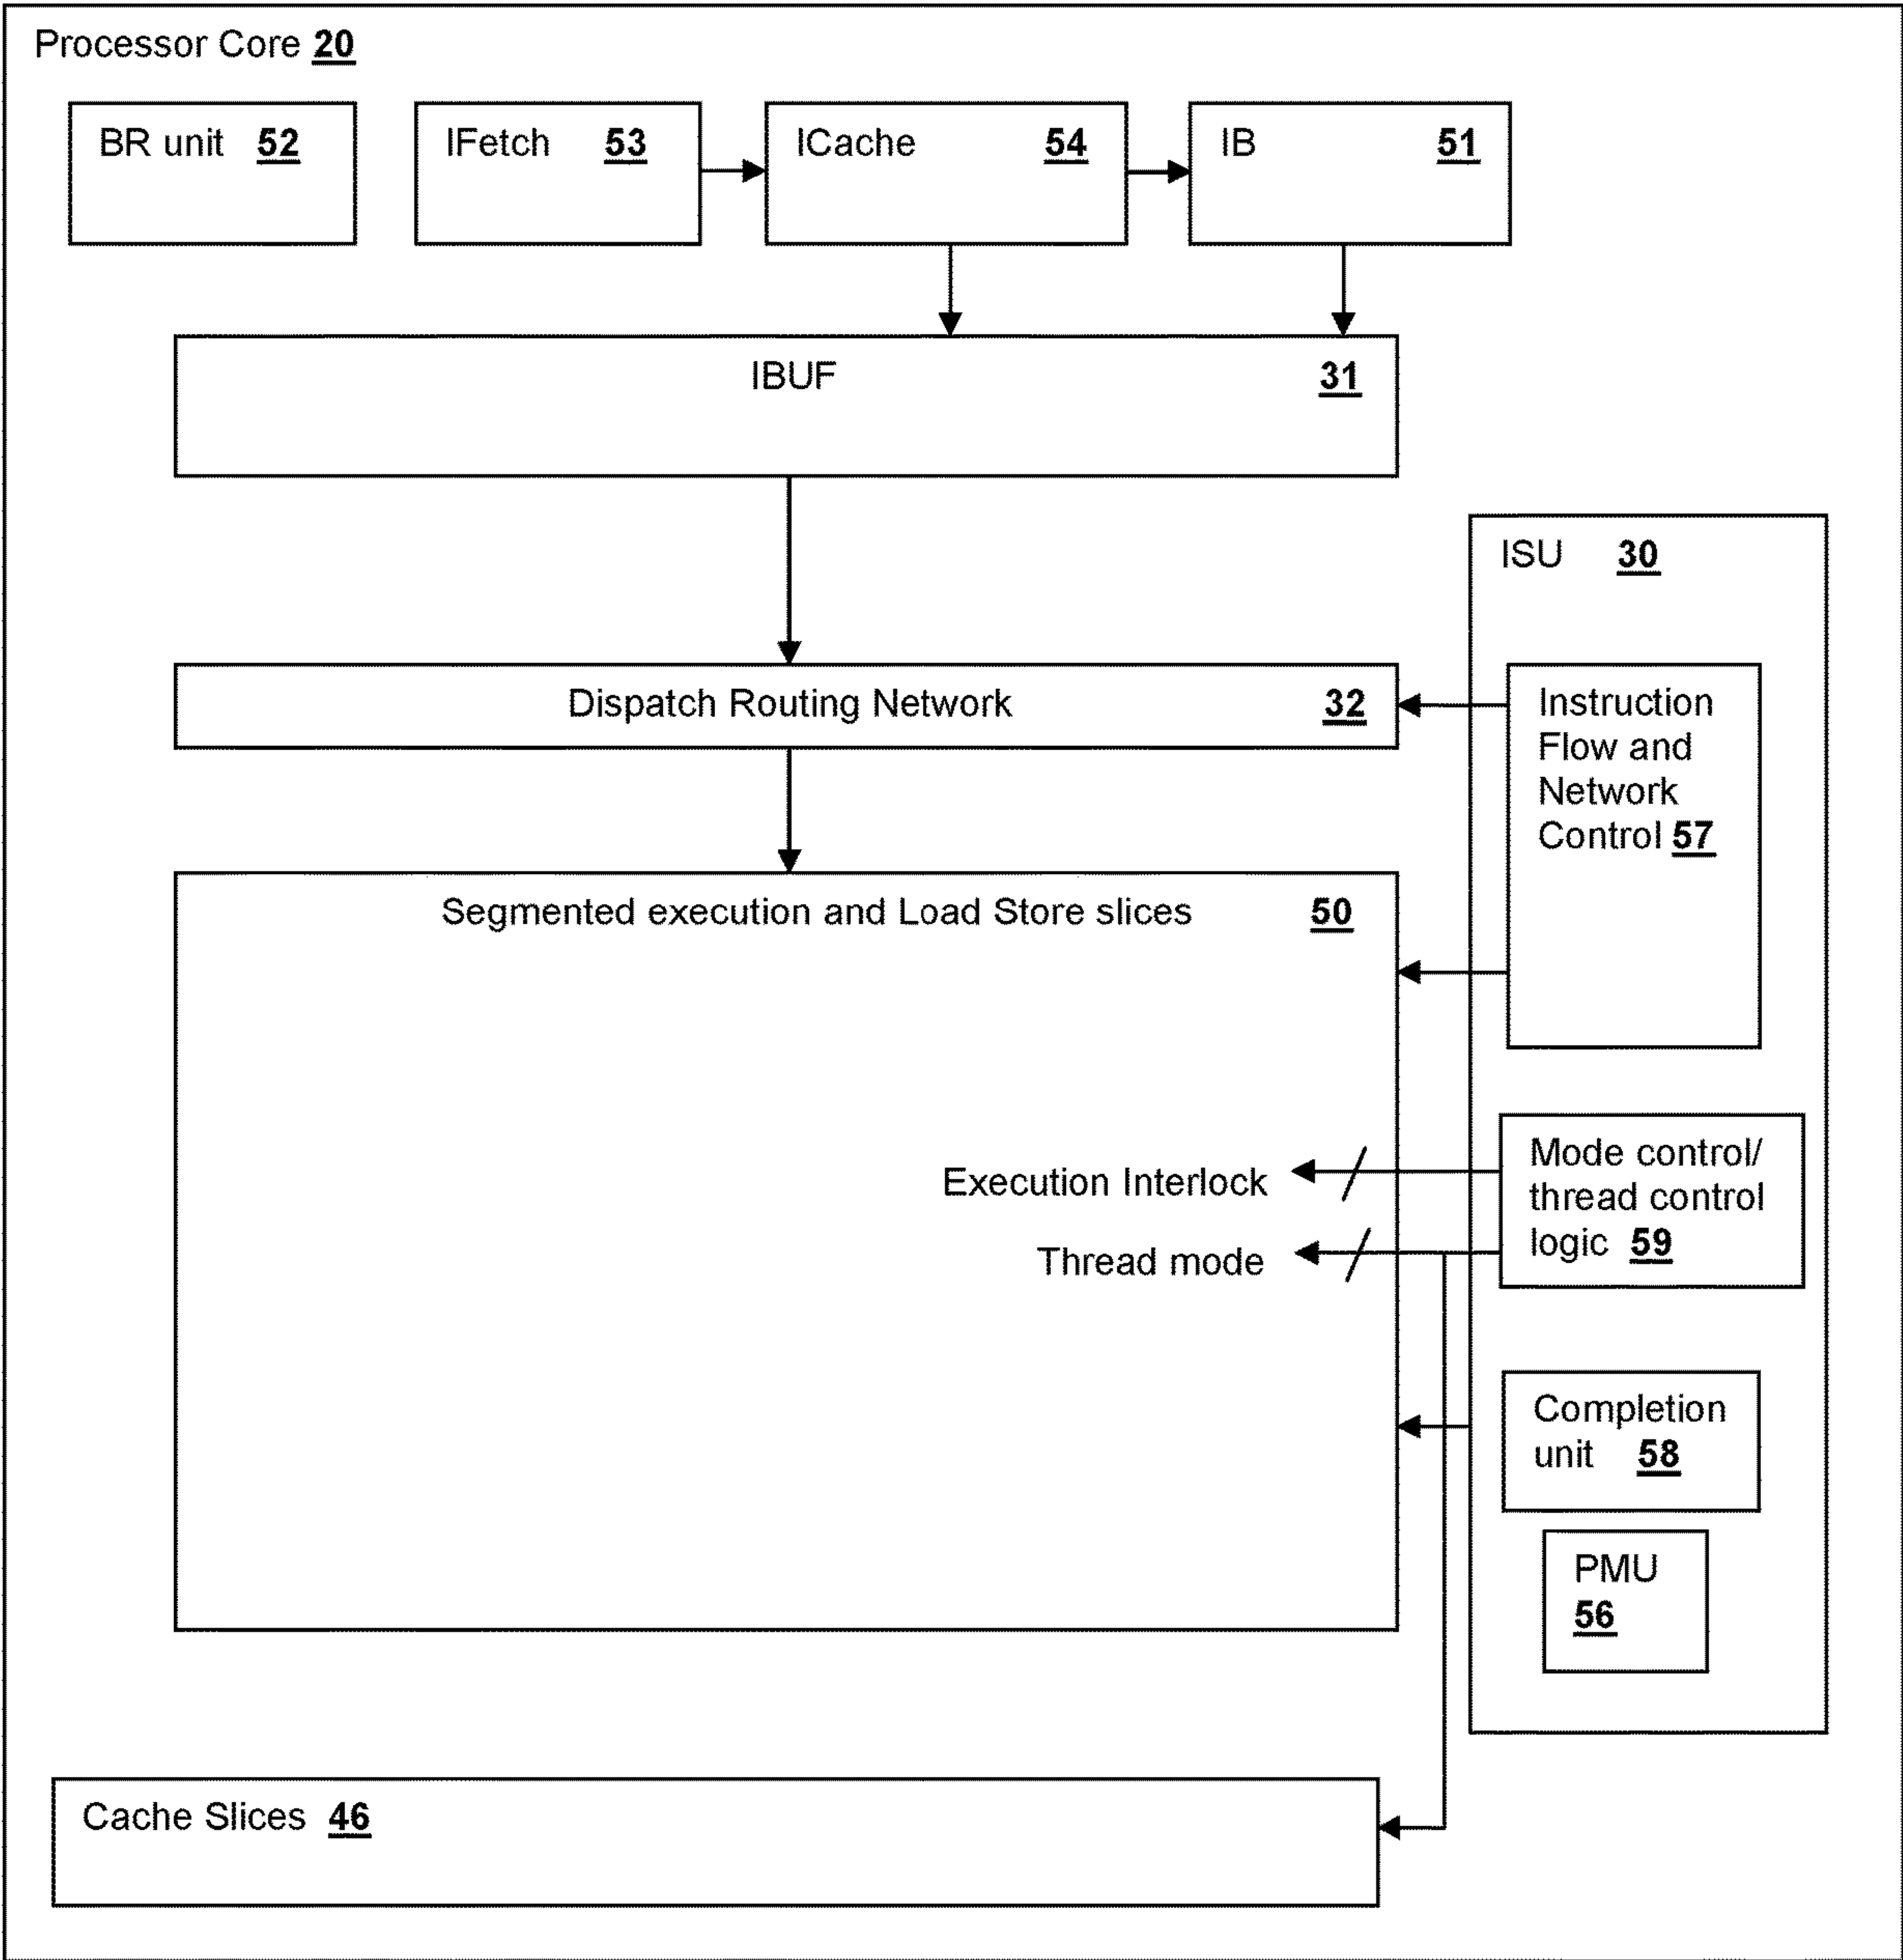 Processor Core 20
BR unit 52
IFetch 53
ICache 54
IB 51
IBUF 31
ISU 30
Dispatch Routing Network 32
Instruction
Flow and
Network
Control 57
Segmented execution and Load Store slices 50
Execution Interlock
Thread mode
Mode control/
thread control
logic 59
Completion
unit 58
PMU
56
Cache Slices 46